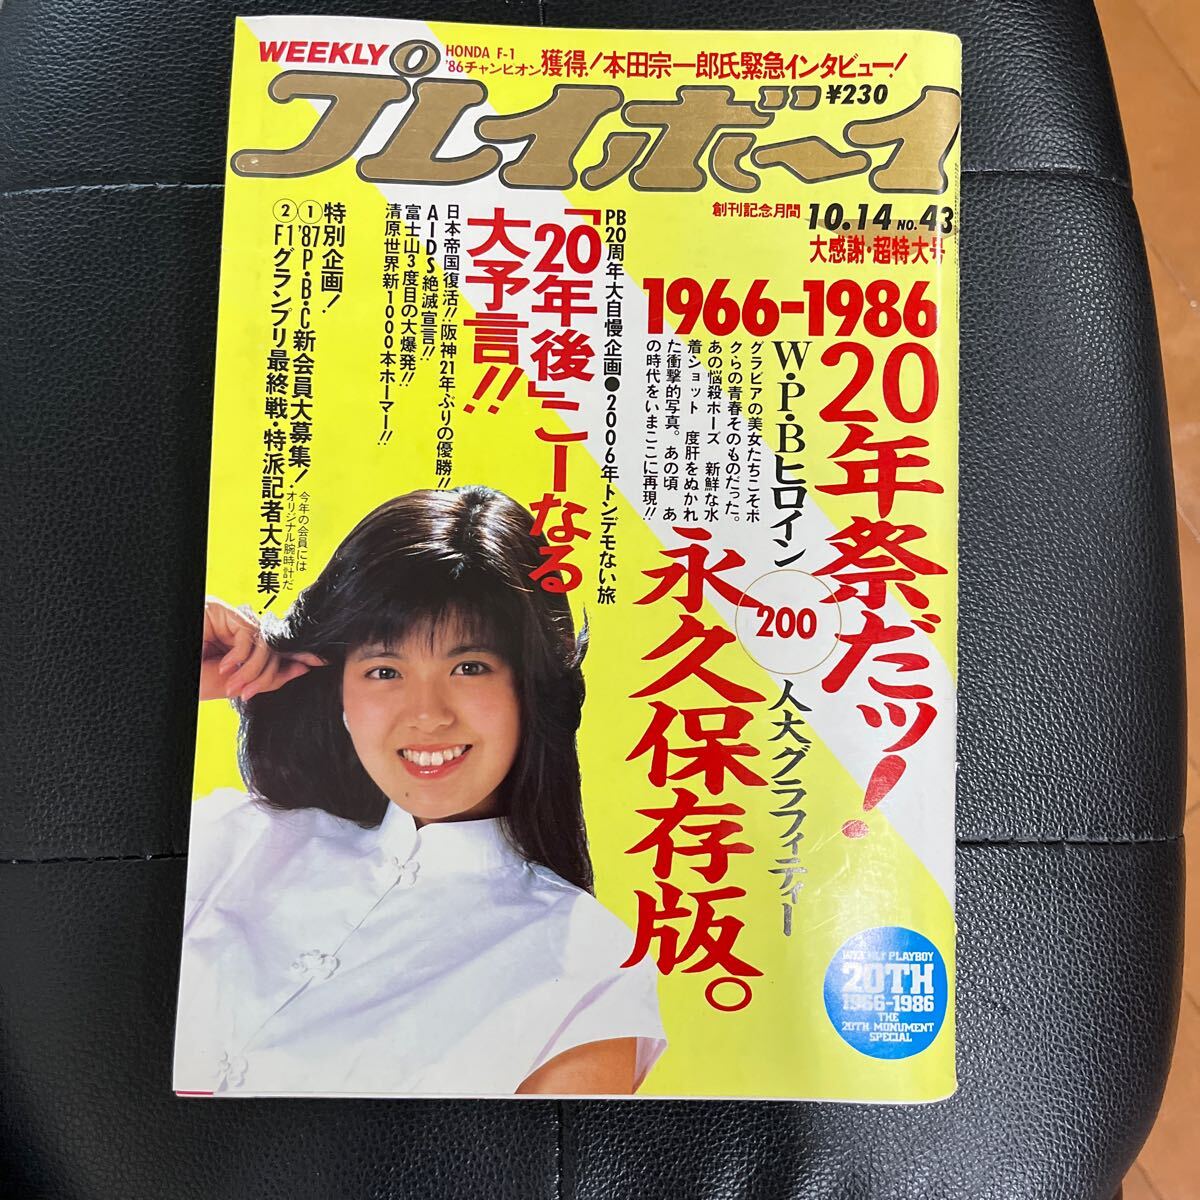 WEEKLY
プレイボーイ
HONDA F-1
'86チャンピオン獲得!本田宗一郎氏緊急インタビュー!
¥230
創刊記念月間
10.14 NO.43
大感謝・超特大号
1966-1986
20年祭だッ!
W・P・Bヒロイン
200
人大グラフィティー
グラビアの美女たちこそボ
クらの青春そのものだった。
あの悩殺ポーズ 新鮮な水
着ショット 度肝をぬかれ
た衝撃的写真。あの頃 あ
の時代をいまここに再現!!
永久保存版。
PB20周年大自慢企画●2006年トンデモない旅
「20年後」こーなる
大予言!!
日本帝国復活!!阪神21年ぶりの優勝!!
AIDS絶滅宣言!!
富士山3度目の大爆発!!
清原世界新1000本ホーマー!!
特別企画!
①'87P・B・C新会員大募集!
今年の会員には
オリジナル腕時計だ
②F1グランプリ最終戦・特派記者大募集!
WEEKLY PLAYBOY
20TH
1966-1986
THE
20TH MONUMENT
SPECIAL